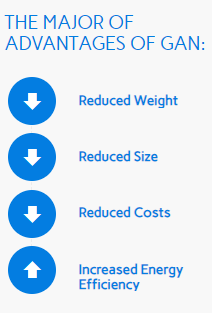 THE MAJOR OF
ADVANTAGES OF GAN:
Reduced Weight
Reduced Size
Reduced Costs
Increased Energy
Efficiency